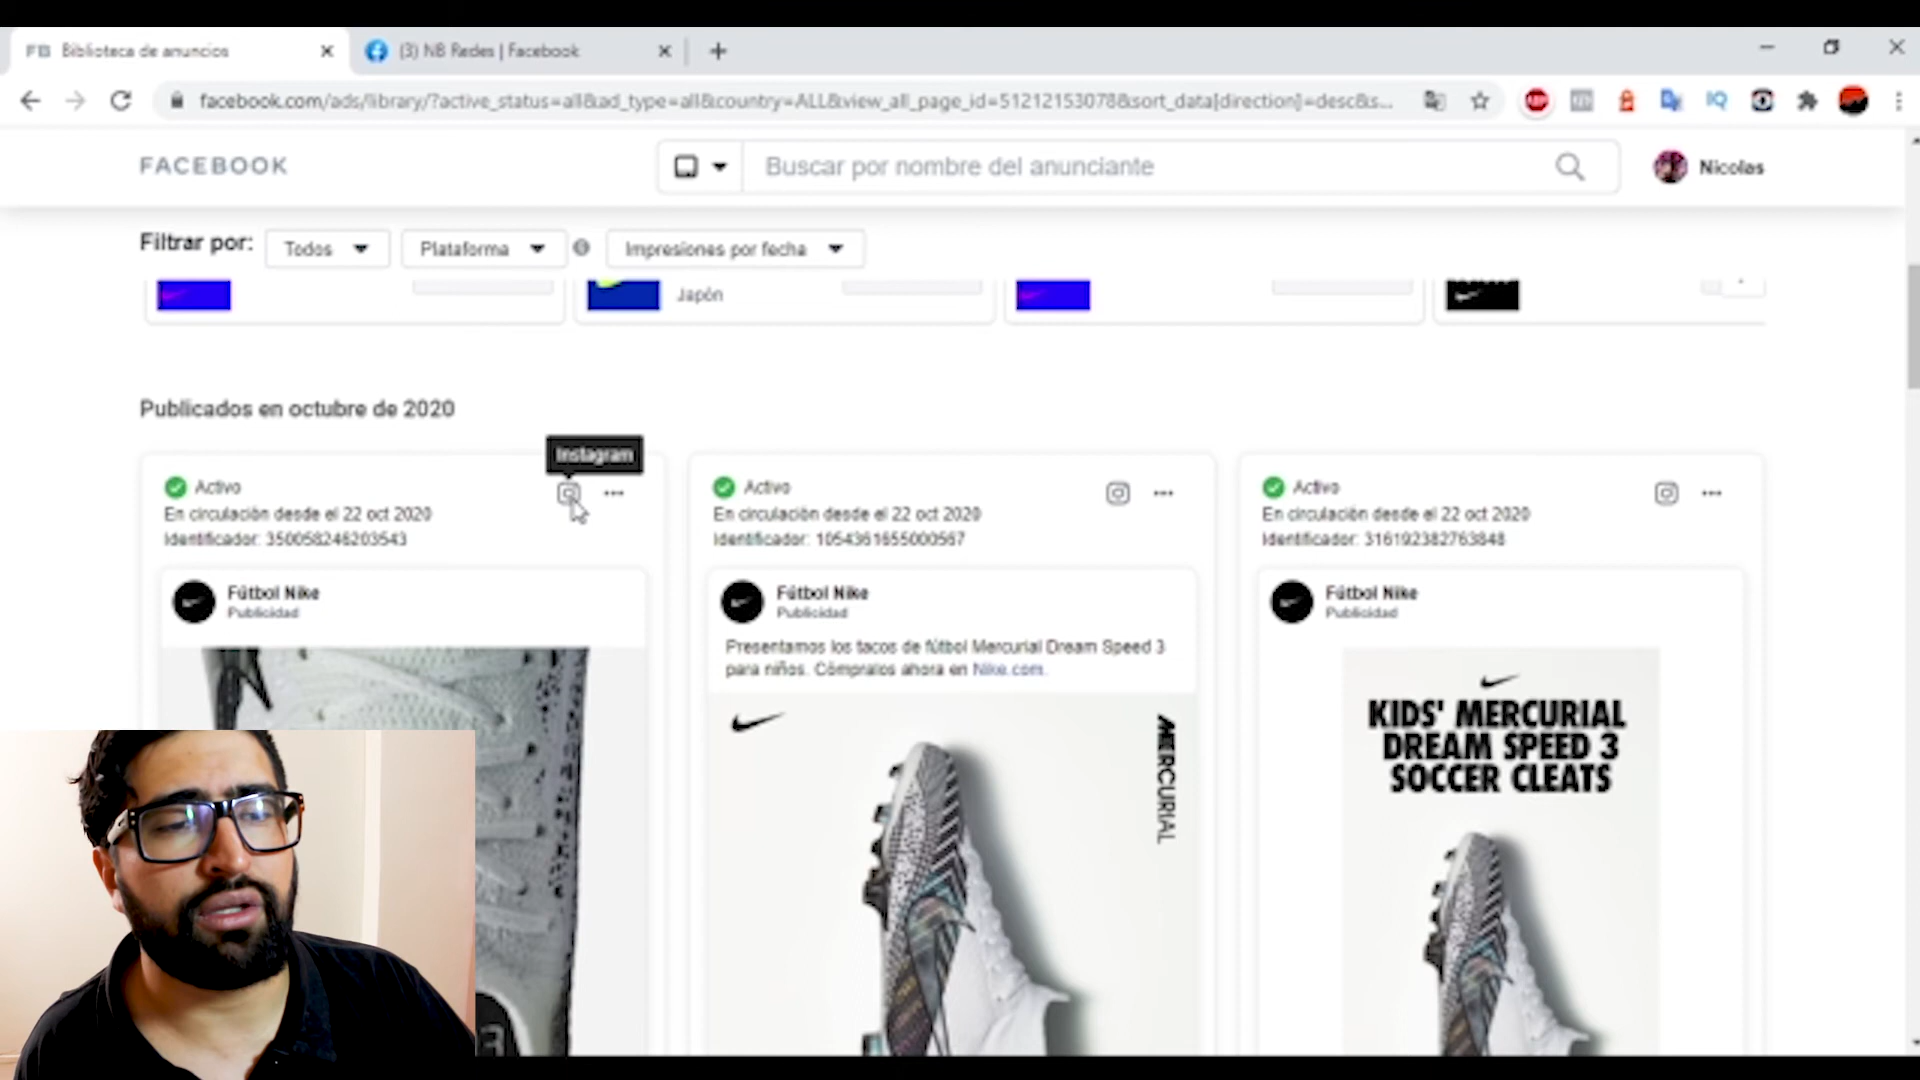 Biblioteca de anuncios
(3) NB Redes | Facebook
facebook.com/ads/library/?active_status=all&ad_type=all&country=ALL&view_all_page_id=51212153078&sort_data[direction]=desc&s...
FACEBOOK
Buscar por nombre del anunciante
Nicolas
Filtrar por:
Todos
Plataforma
Impresiones por fecha
Japón
Publicados en octubre de 2020
Instagram
Activo
En circulación desde el 22 oct 2020
Identificador: 350058246203543
Fútbol Nike
Publicidad
Activo
En circulación desde el 22 oct 2020
Identificador: 1054361655000567
Fútbol Nike
Publicidad
Presentamos los tacos de fútbol Mercurial Dream Speed 3
para niños. Cómpralos ahora en Nike.com.
MERCURIAL
Activo
En circulación desde el 22 oct 2020
Identificador: 316192382763848
Fútbol Nike
Publicidad
KIDS' MERCURIAL
DREAM SPEED 3
SOCCER CLEATS